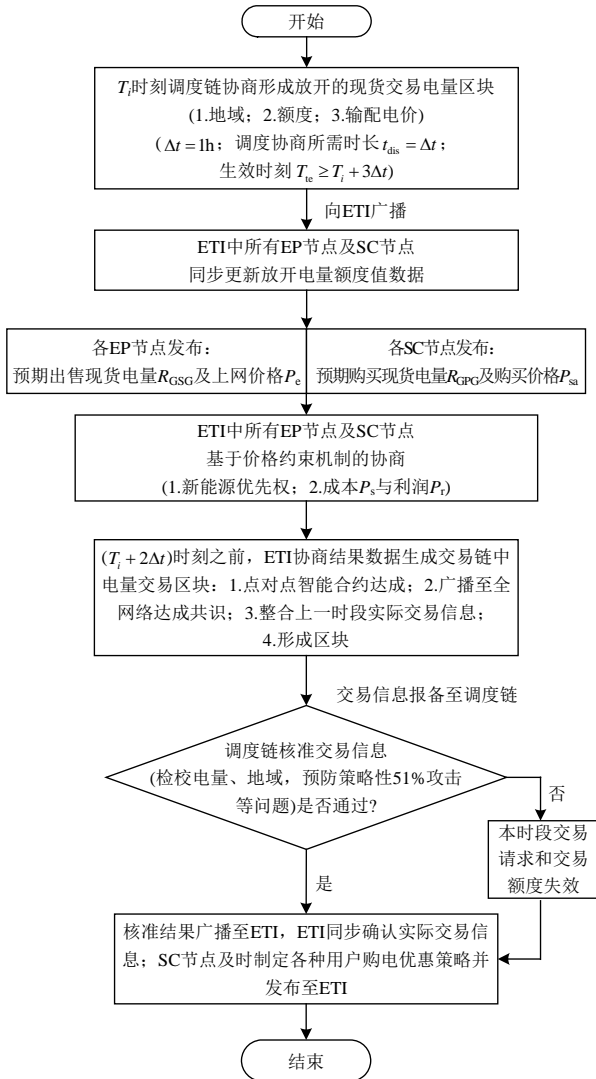 开始
T_i时刻调度链协商形成放开的现货交易电量区块
(1.地域；2.额度；3.输配电价)
(Δt=1h；调度协商所需时长t_dis=Δt；
生效时刻T_te≥T_i+3Δt)
向ETI广播
ETI中所有EP节点及SC节点
同步更新放开电量额度值数据
各EP节点发布：
预期出售现货电量R_GSG及上网价格P_e
各SC节点发布：
预期购买现货电量R_GPG及购买价格P_sa
ETI中所有EP节点及SC节点
基于价格约束机制的协商
(1.新能源优先权；2.成本P_s与利润P_r)
(T_i+2Δt)时刻之前，ETI协商结果数据生成交易链中
电量交易区块：1.点对点智能合约达成；2.广播至全
网络达成共识；3.整合上一时段实际交易信息；
4.形成区块
交易信息报备至调度链
调度链核准交易信息
(检校电量、地域，预防策略性51%攻击
等问题)是否通过?
否
本时段交易
请求和交易
额度失效
是
核准结果广播至ETI，ETI同步确认实际交易信
息；SC节点及时制定各种用户购电优惠策略并
发布至ETI
结束